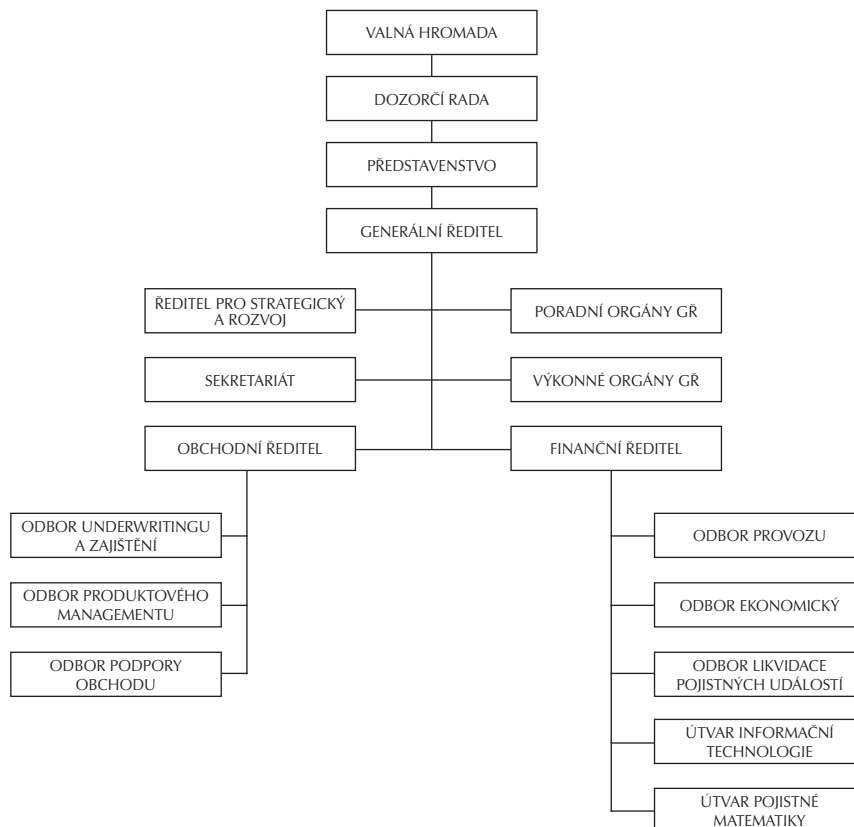 VALNÁ HROMADA
DOZORČÍ RADA
PŘEDSTAVENSTVO
GENERÁLNÍ ŘEDITEL
ŘEDITEL PRO STRATEGICKÝ
A ROZVOJ
PORADNÍ ORGÁNY GŘ
SEKRETARIÁT
VÝKONNÉ ORGÁNY GŘ
OBCHODNÍ ŘEDITEL
FINANČNÍ ŘEDITEL
ODBOR UNDERWRITINGU
A ZAJIŠTĚNÍ
ODBOR PROVOZU
ODBOR PRODUKTOVÉHO
MANAGEMENTU
ODBOR EKONOMICKÝ
ODBOR PODPORY
OBCHODU
ODBOR LIKVIDACE
POJISTNÝCH UDÁLOSTÍ
ÚTVAR INFORMAČNÍ
TECHNOLOGIE
ÚTVAR POJISTNÉ
MATEMATIKY